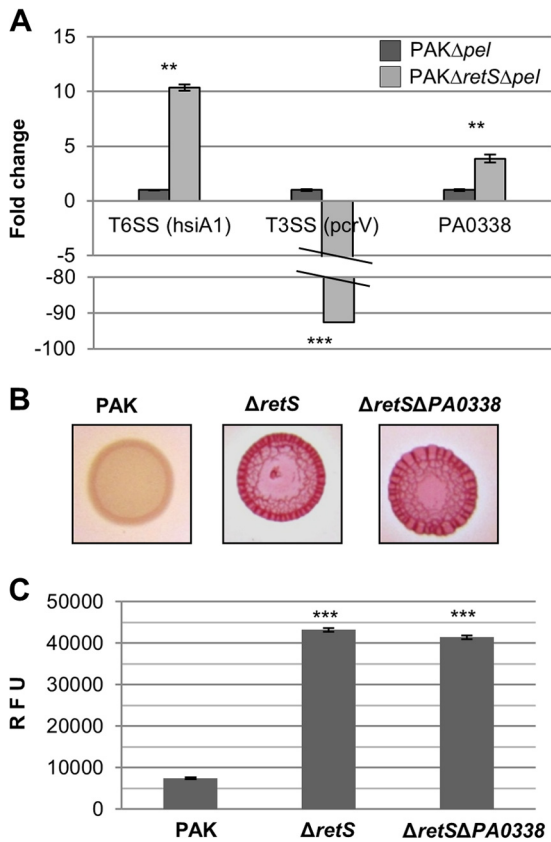 A
15
10
5
0
-5
-80
-90
-100
Fold change
PAKΔpel
PAKΔretSΔpel
**
**
T6SS (hsiA1)
T3SS (pcrV)
PA0338
***
B
PAK
ΔretS
ΔretSΔPA0338
C
50000
40000
30000
20000
10000
0
R F U
***
***
PAK
ΔretS
ΔretSΔPA0338